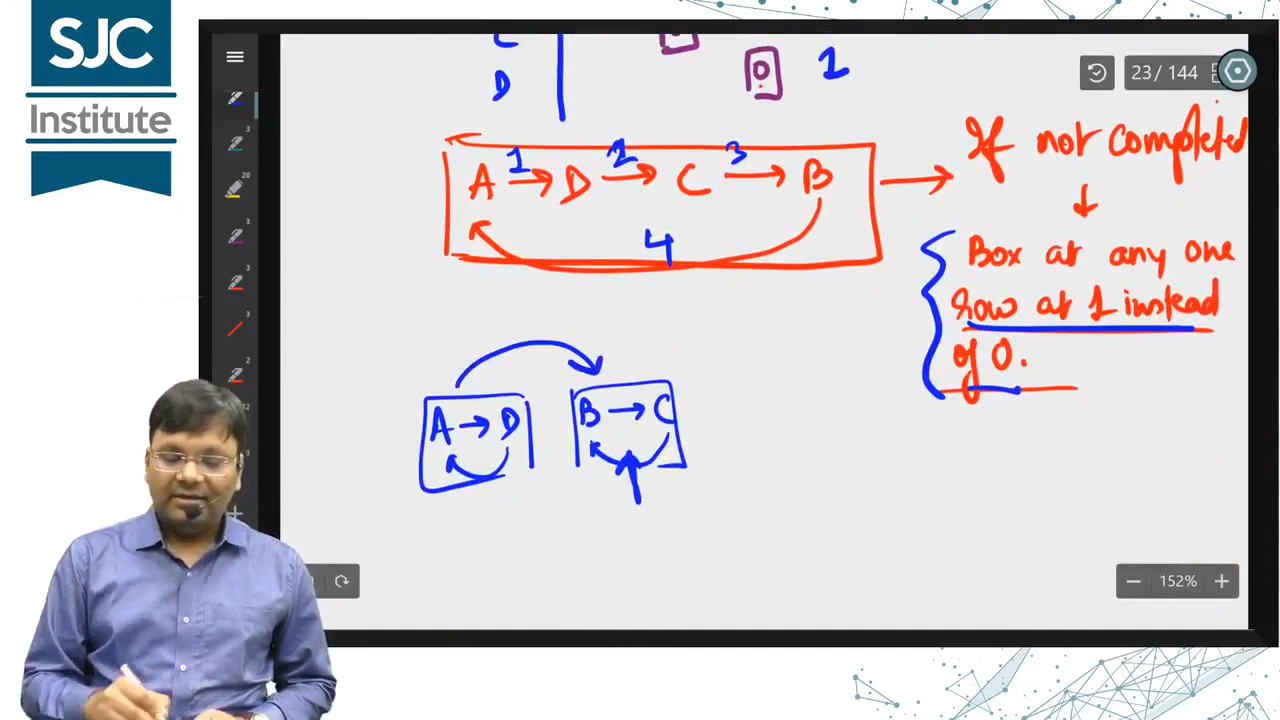 SJC
Institute
C
D
0 1
23 / 144
A 1→ D 2→ C 3→ B
4
→ If not completed
↓
Box at any one
row at 1 instead
of 0.
A → D
B → C
152%